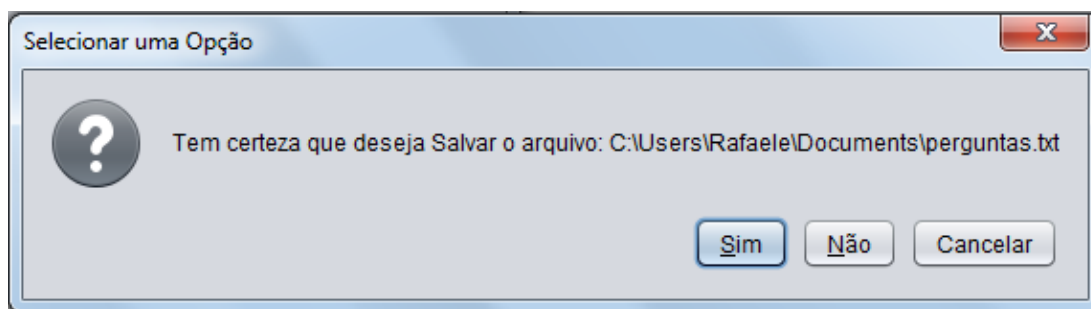 Selecionar uma Opção
Tem certeza que deseja Salvar o arquivo: C:\Users\Rafaele\Documents\perguntas.txt
Sim Não Cancelar